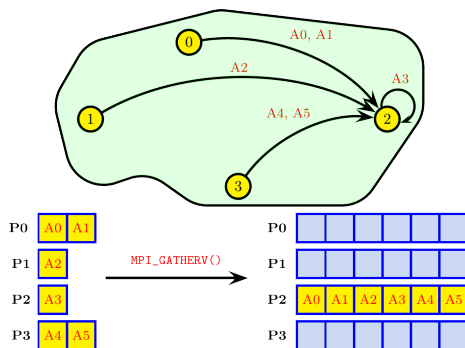 0
A0, A1
A2
A3
1
2
A4, A5
3
P0 A0 A1
P1 A2
P2 A3
P3 A4 A5
MPI_GATHERV()
P0
P1
P2 A0 A1 A2 A3 A4 A5
P3